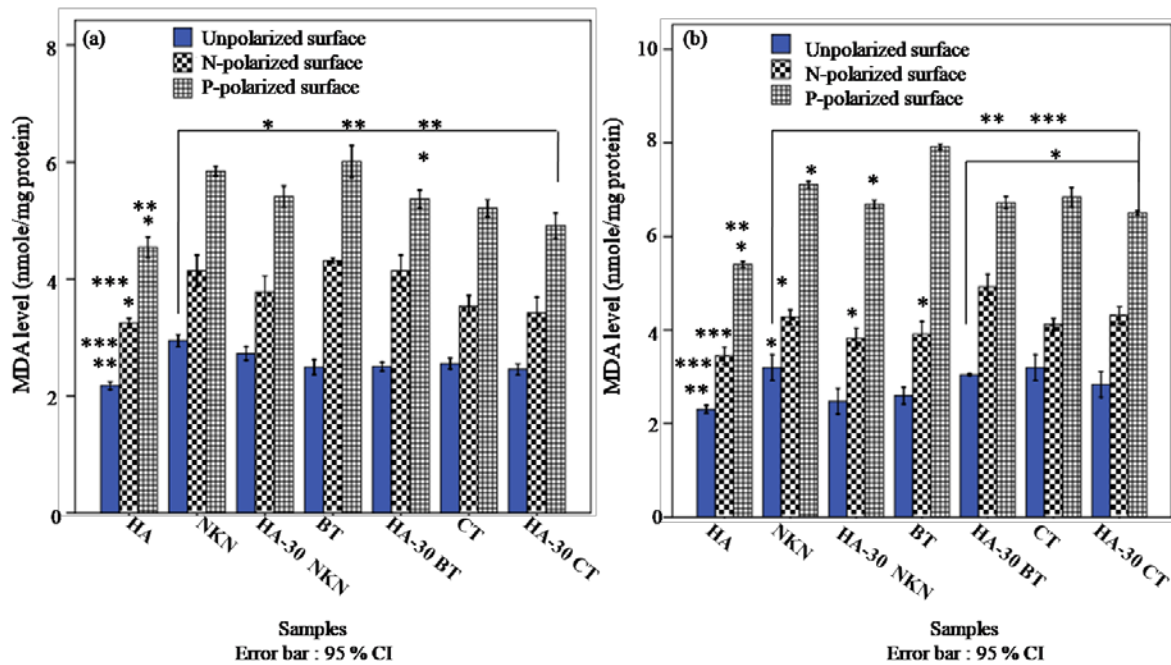 (a)
Unpolarized surface
N-polarized surface
P-polarized surface
MDA level (nmole/mg protein)
8
6
4
2
0
* ** **
*
**
*
***
*
***
**
HA
NKN
HA-30 NKN
BT
HA-30 BT
CT
HA-30 CT
Samples
Error bar : 95 % CI
(b)
Unpolarized surface
N-polarized surface
P-polarized surface
MDA level (nmole/mg protein)
10
8
6
4
2
0
** ***
*
*
*
**
*
*
***
*
*
***
**
*
HA
NKN
HA-30 NKN
BT
HA-30 BT
CT
HA-30 CT
Samples
Error bar : 95 % CI